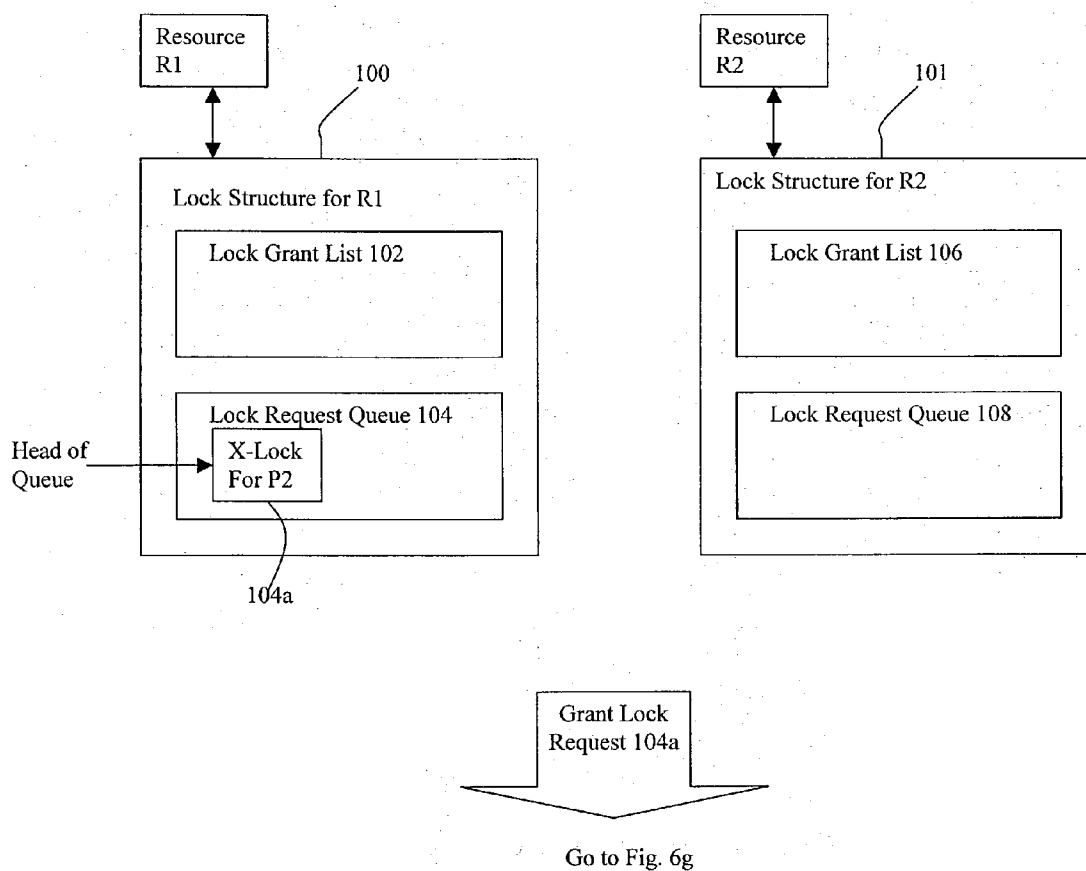 Resource
R1
100
Lock Structure for R1
Lock Grant List 102
Lock Request Queue 104
Head of
Queue
X-Lock
For P2
104a
Resource
R2
101
Lock Structure for R2
Lock Grant List 106
Lock Request Queue 108
Grant Lock
Request 104a
Go to Fig. 6g